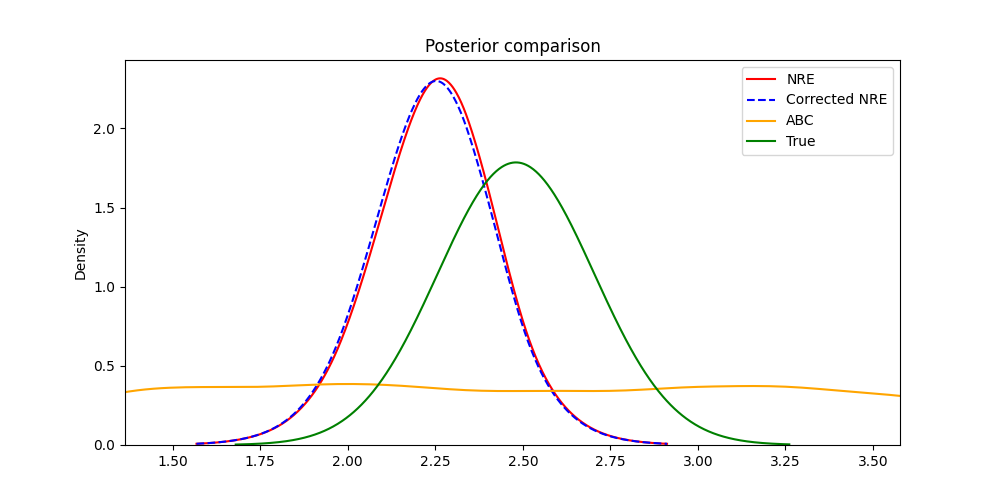 Posterior comparison
NRE
Corrected NRE
ABC
True
Density
2.0
1.5
1.0
0.5
0.0
1.50 1.75 2.00 2.25 2.50 2.75 3.00 3.25 3.50